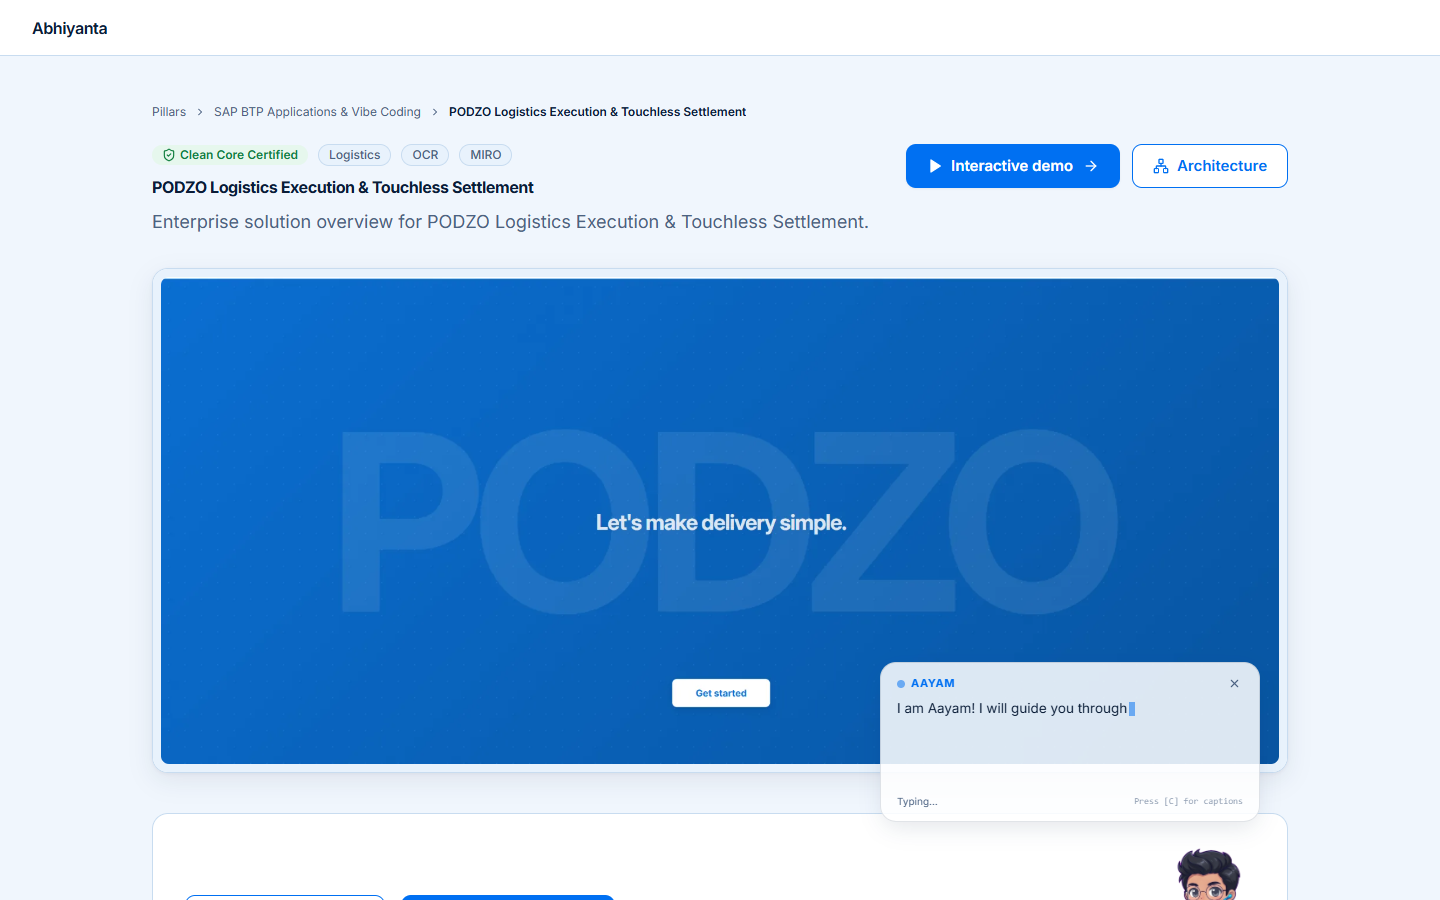 Abhiyanta
Pillars > SAP BTP Applications & Vibe Coding > PODZO Logistics Execution & Touchless Settlement
Clean Core Certified Logistics OCR MIRO
PODZO Logistics Execution & Touchless Settlement
Enterprise solution overview for PODZO Logistics Execution & Touchless Settlement.
Interactive demo → Architecture
PODZO
Let's make delivery simple.
Get started
AAYAM
I am Aayam! I will guide you through
Typing...
Press [C] for captions